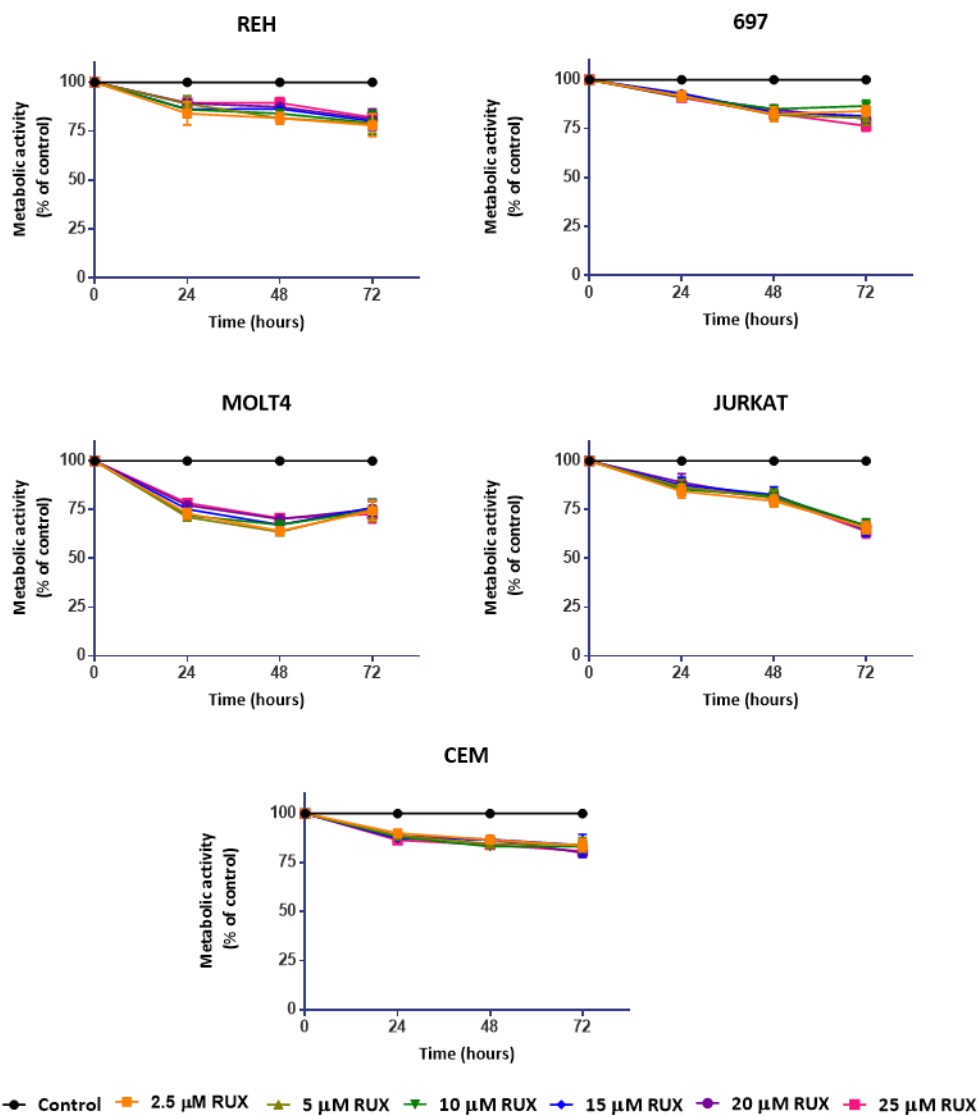 REH
Metabolic activity
(% of control)
100
75
50
25
0
0 24 48 72
Time (hours)
697
Metabolic activity
(% of control)
100
75
50
25
0
0 24 48 72
Time (hours)
MOLT4
Metabolic activity
(% of control)
100
75
50
25
0
0 24 48 72
Time (hours)
JURKAT
Metabolic activity
(% of control)
100
75
50
25
0
0 24 48 72
Time (hours)
CEM
Metabolic activity
(% of control)
100
75
50
25
0
0 24 48 72
Time (hours)
Control 2.5 μM RUX 5 μM RUX 10 μM RUX 15 μM RUX 20 μM RUX 25 μM RUX